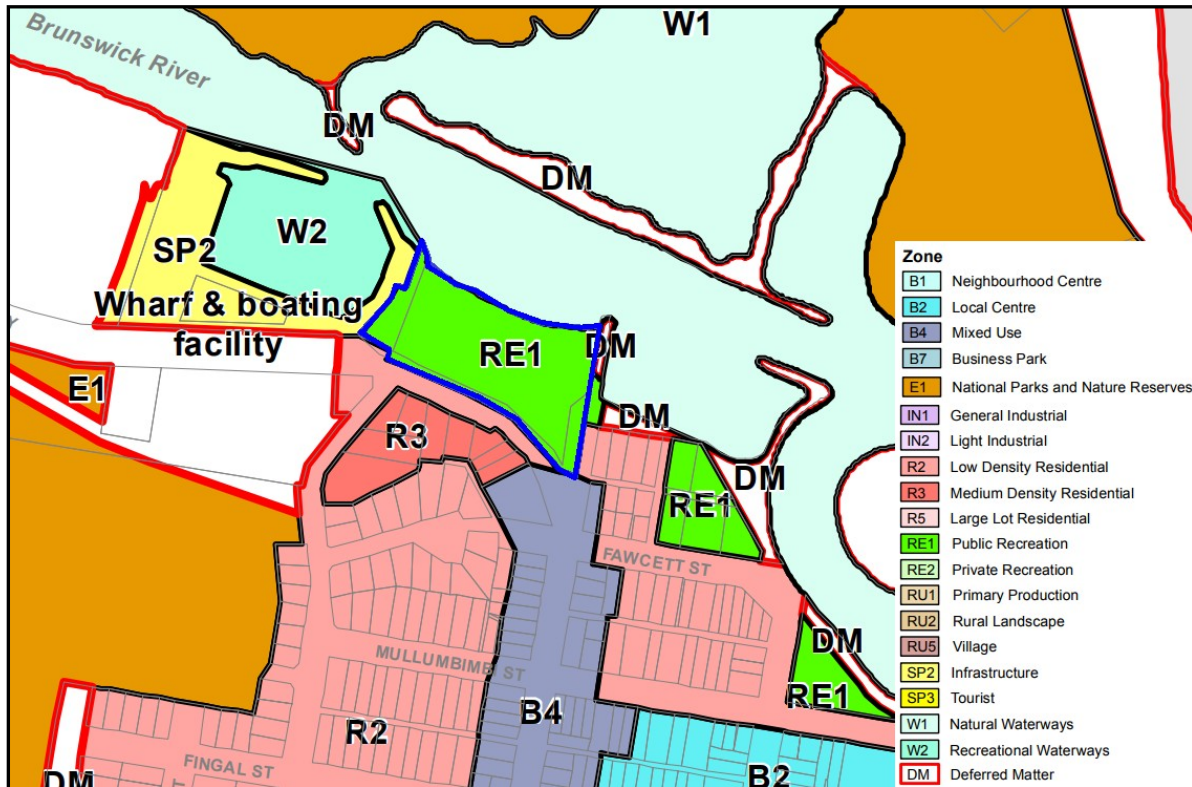 W1
Brunswick River
DM
DM
W2
SP2
Wharf & boating
facility
RE1
DM
E1
DM
R3
DM
RE1
FAWCETT ST
DM
RE1
MULLUMBIMBI ST
B4
R2
FINGAL ST
DM
B2
Zone
B1 Neighbourhood Centre
B2 Local Centre
B4 Mixed Use
B7 Business Park
E1 National Parks and Nature Reserves
IN1 General Industrial
IN2 Light Industrial
R2 Low Density Residential
R3 Medium Density Residential
R5 Large Lot Residential
RE1 Public Recreation
RE2 Private Recreation
RU1 Primary Production
RU2 Rural Landscape
RU5 Village
SP2 Infrastructure
SP3 Tourist
W1 Natural Waterways
W2 Recreational Waterways
DM Deferred Matter